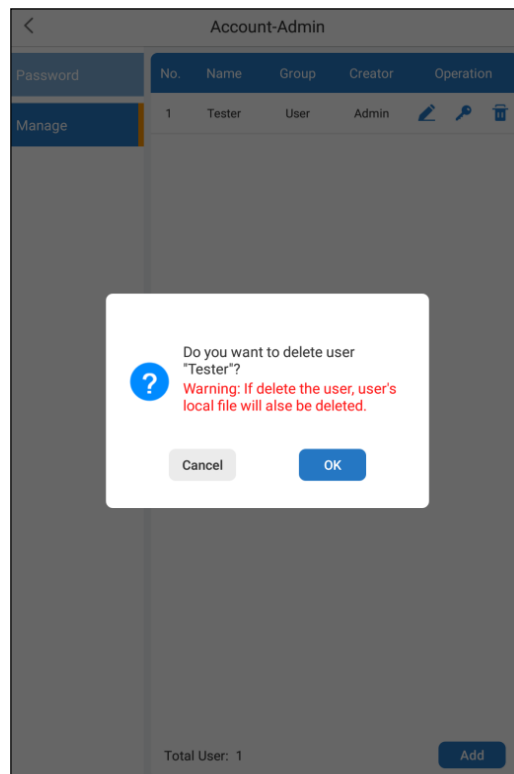 Account-Admin
Password
Manage
No. Name Group Creator Operation
1 Tester User Admin
Do you want to delete user
"Tester"?
Warning: If delete the user, user's
local file will alse be deleted.
Cancel OK
Total User: 1 Add